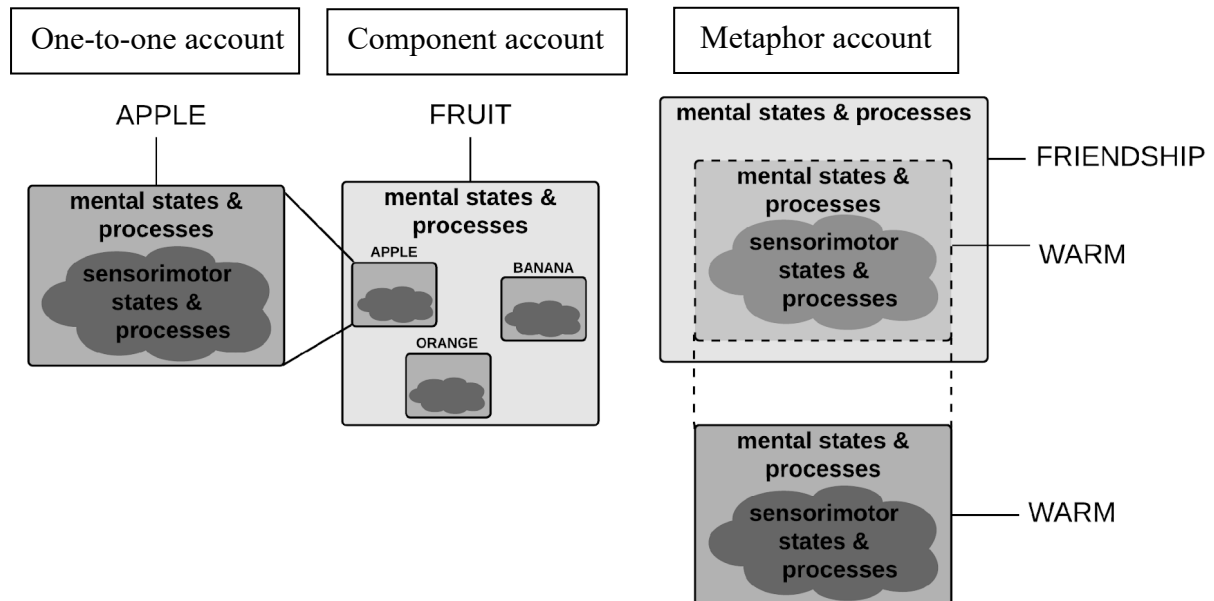 One-to-one account
Component account
Metaphor account
APPLE
FRUIT
mental states &
processes
sensorimotor
states &
processes
mental states &
processes
APPLE
BANANA
ORANGE
mental states & processes
FRIENDSHIP
mental states &
processes
sensorimotor
states &
processes
WARM
mental states &
processes
sensorimotor
states &
processes
WARM